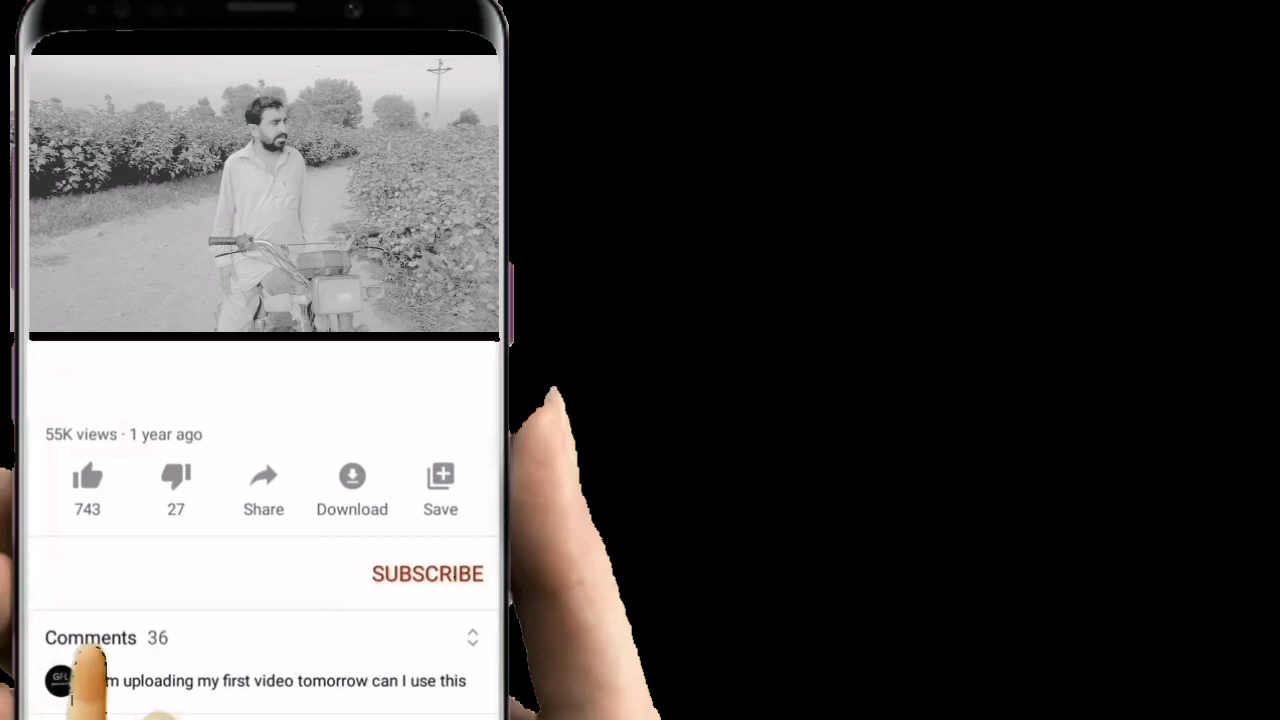 55K views · 1 year ago
743
27
Share
Download
Save
SUBSCRIBE
Comments 36
GFL
m uploading my first video tomorrow can I use this